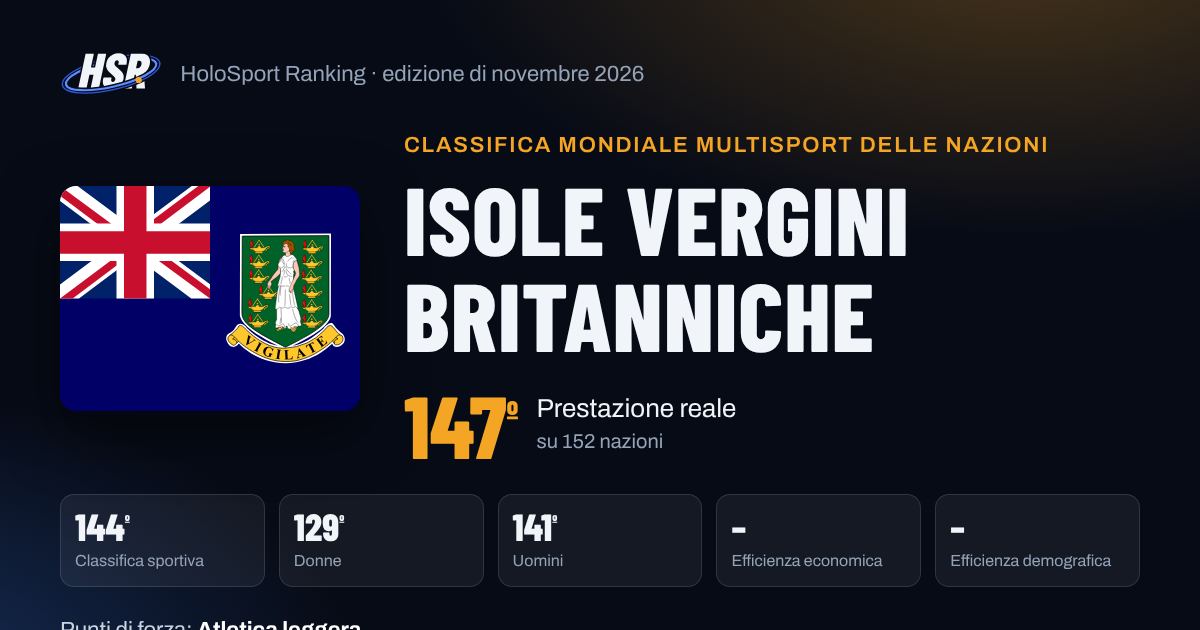 HSR
HoloSport Ranking · edizione di novembre 2026
CLASSIFICA MONDIALE MULTISPORT DELLE NAZIONI
ISOLE VERGINI
BRITANNICHE
VIGILATE
147º
Prestazione reale
su 152 nazioni
144º
Classifica sportiva
129º
Donne
141º
Uomini
–
Efficienza economica
–
Efficienza demografica
Punti di forza: Atletica leggera